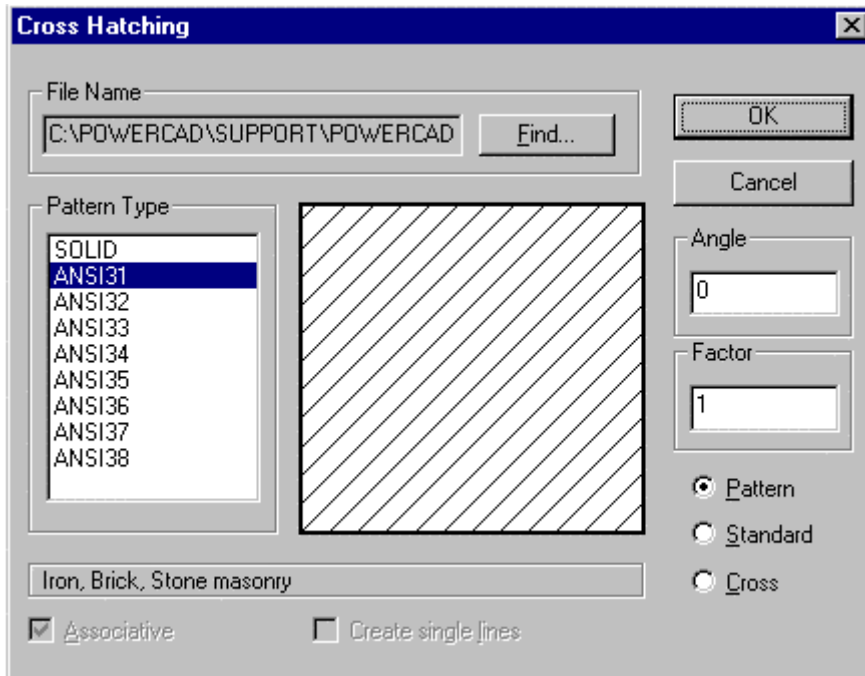 Cross Hatching
File Name
C:\POWERCAD\SUPPORT\POWERCAD
Find...
OK
Cancel
Pattern Type
SOLID
ANSI31
ANSI32
ANSI33
ANSI34
ANSI35
ANSI36
ANSI37
ANSI38
Angle
0
Factor
1
Pattern
Standard
Cross
Iron, Brick, Stone masonry
Associative
Create single lines